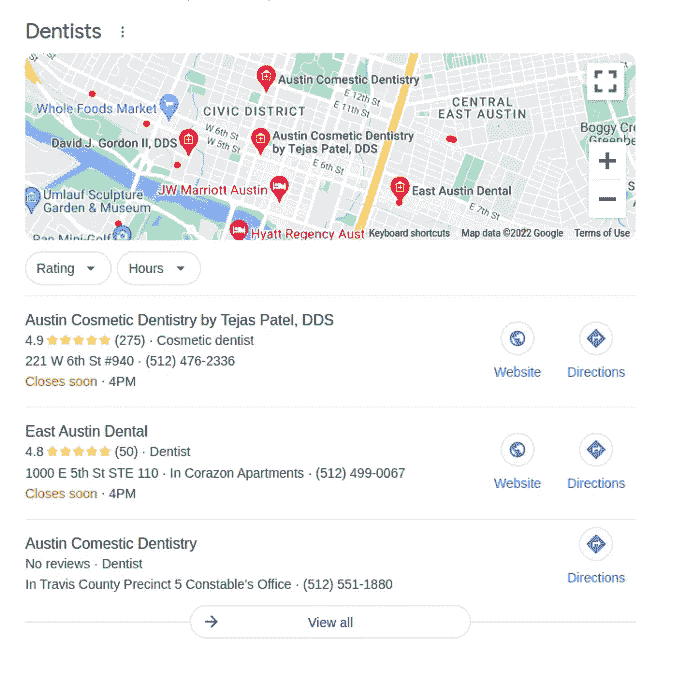 Dentists
Austin Comestic Dentistry
E 12th St
E 11th St
Whole Foods Market
CIVIC DISTRICT
CENTRAL
EAST AUSTIN
W 6th St
W 5th St
David J. Gordon II, DDS
Austin Cosmetic Dentistry
by Tejas Patel, DDS
Boggy Cre
Greenbe
E 6th St
JW Marriott Austin
East Austin Dental
Umlauf Sculpture
Garden & Museum
E 7th St
Pan Mini-Golf
Hyatt Regency Aust
Keyboard shortcuts Map data ©2022 Google Terms of Use
Rating Hours
Austin Cosmetic Dentistry by Tejas Patel, DDS
4.9 (275) · Cosmetic dentist
221 W 6th St #940 · (512) 476-2336
Closes soon · 4PM
Website Directions
East Austin Dental
4.8 (50) · Dentist
1000 E 5th St STE 110 · In Corazon Apartments · (512) 499-0067
Closes soon · 4PM
Website Directions
Austin Comestic Dentistry
No reviews · Dentist
In Travis County Precinct 5 Constable's Office · (512) 551-1880
Directions
View all